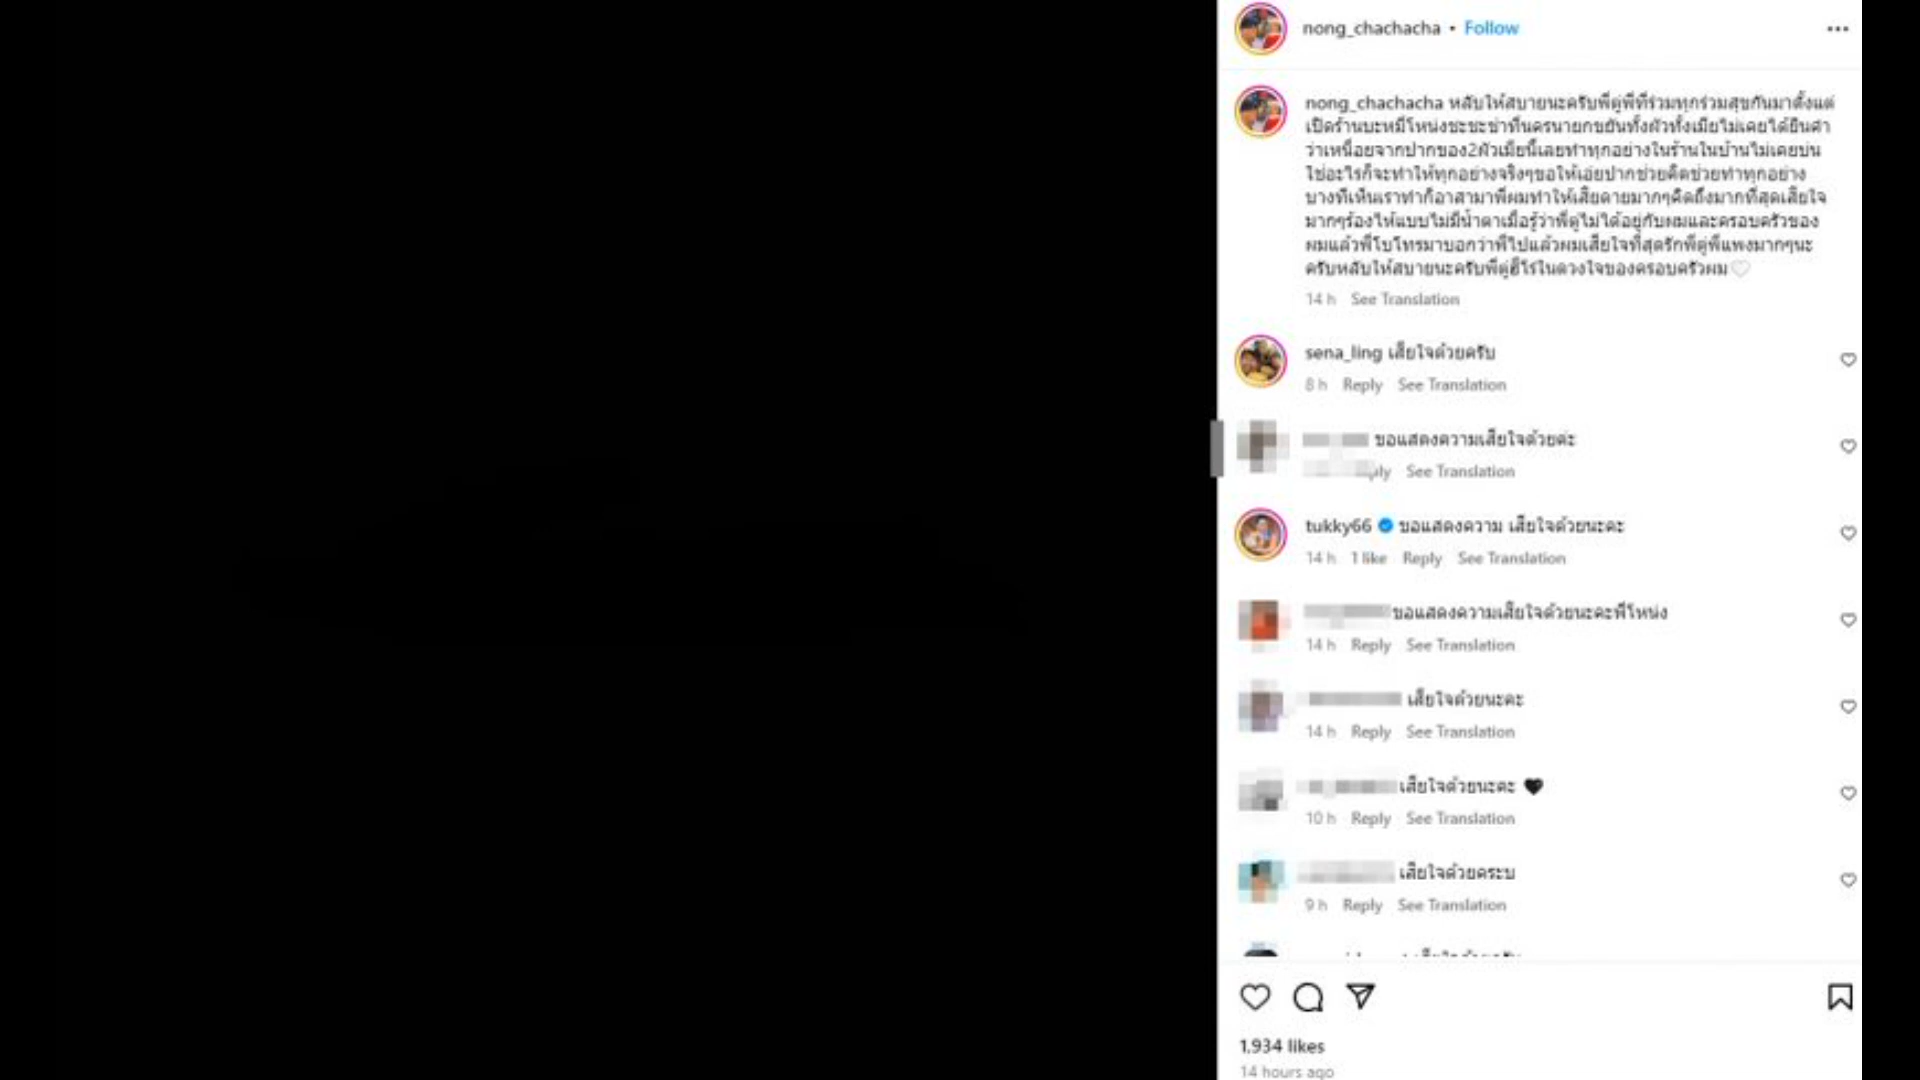 nong_chachacha • Follow
nong_chachacha หลับให้สบายนะครับพี่ตู่พี่ที่ร่วมทุกร่วมสุขกันมาตั้งแต่
เปิดร้านบะหมี่โหน่งชะชะช่าที่นครนายกขยันทั้งผัวทั้งเมียไม่เคยได้ยินคำ
ว่าเหนื่อยจากปากของ2ผัวเมียนี้เลยทำทุกอย่างในร้านในบ้านไม่เคยบ่น
ใช่อะไรก็จะทำให้ทุกอย่างจริงๆขอให้เอ่ยปากช่วยคิดช่วยทำทุกอย่าง
บางทีเห็นเราทำก็อาสามาพี่ผมทำให้เสียดายมากๆคิดถึงมากที่สุดเสียใจ
มากๆร้องไห้แบบไม่มีน้ำตาเมื่อรู้ว่าพี่ตู่ไม่ได้อยู่กับผมและครอบครัวของ
ผมแล้วพี่โบโทรมาบอกว่าพี่ไปแล้วผมเสียใจที่สุดรักพี่ตู่พี่แพงมากๆนะ
ครับหลับให้สบายนะครับพี่ตู่ฮีโร่ในดวงใจของครอบครัวผม🤍
14 h See Translation
sena_ling เสียใจด้วยครับ
8 h Reply See Translation
ขอแสดงความเสียใจด้วยค่ะ
See Translation
tukky66 ขอแสดงความ เสียใจด้วยนะคะ
14 h 1 like Reply See Translation
ขอแสดงความเสียใจด้วยนะคะพี่โหน่ง
14 h Reply See Translation
เสียใจด้วยนะคะ
14 h Reply See Translation
เสียใจด้วยนะคะ 🖤
10 h Reply See Translation
เสียใจด้วยคระบ
9 h Reply See Translation
1,934 likes
14 hours ago